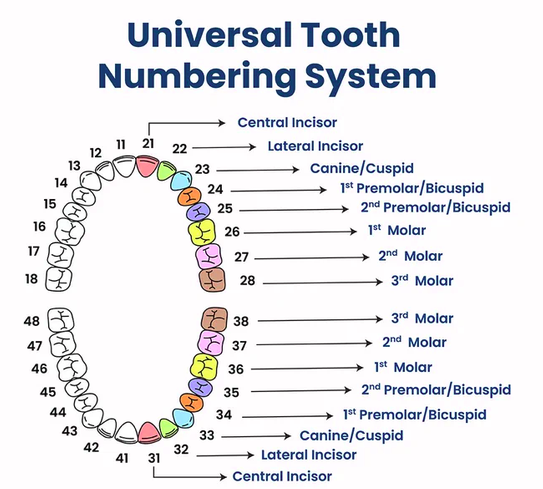 Universal Tooth
Numbering System
21 Central Incisor
11 22 Lateral Incisor
12 23 Canine/Cuspid
13 24 1st Premolar/Bicuspid
14 25 2nd Premolar/Bicuspid
15 26 1st Molar
16 27 2nd Molar
17 28 3rd Molar
18
48 38 3rd Molar
47 37 2nd Molar
46 36 1st Molar
45 35 2nd Premolar/Bicuspid
44 34 1st Premolar/Bicuspid
43 33 Canine/Cuspid
42 32 Lateral Incisor
41 31 Central Incisor